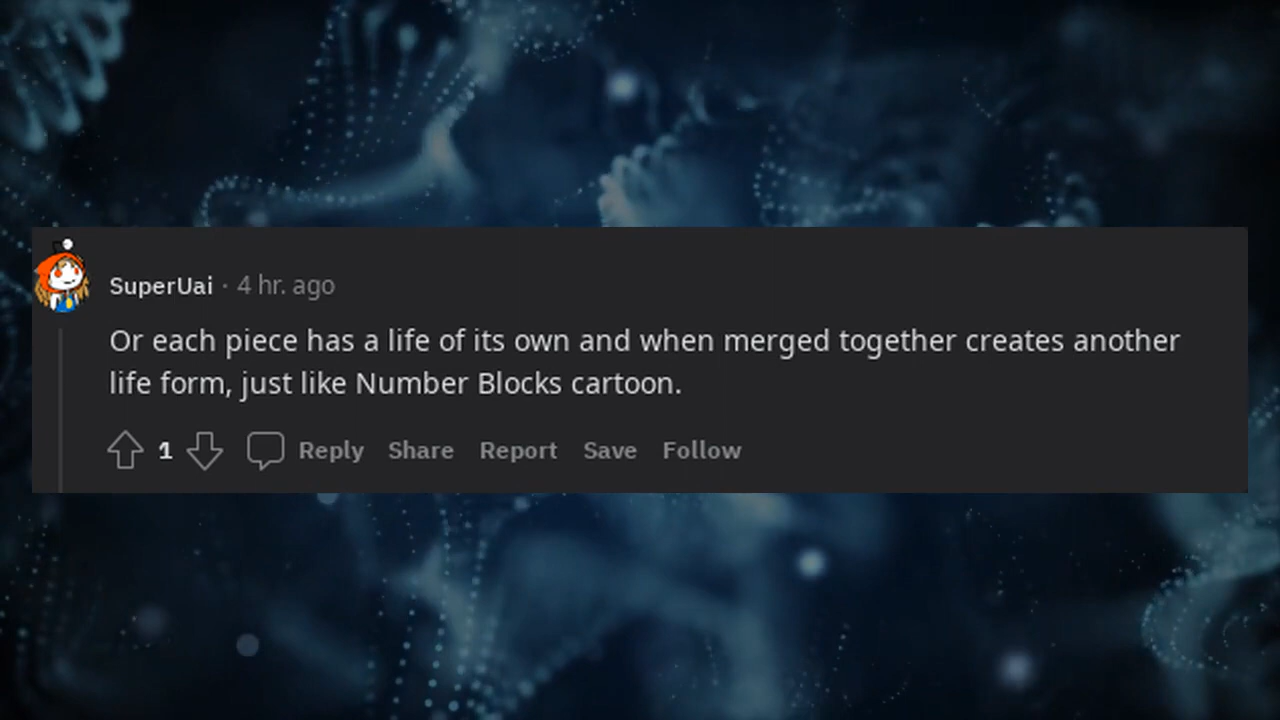 SuperUai · 4 hr. ago
Or each piece has a life of its own and when merged together creates another
life form, just like Number Blocks cartoon.
1 Reply Share Report Save Follow